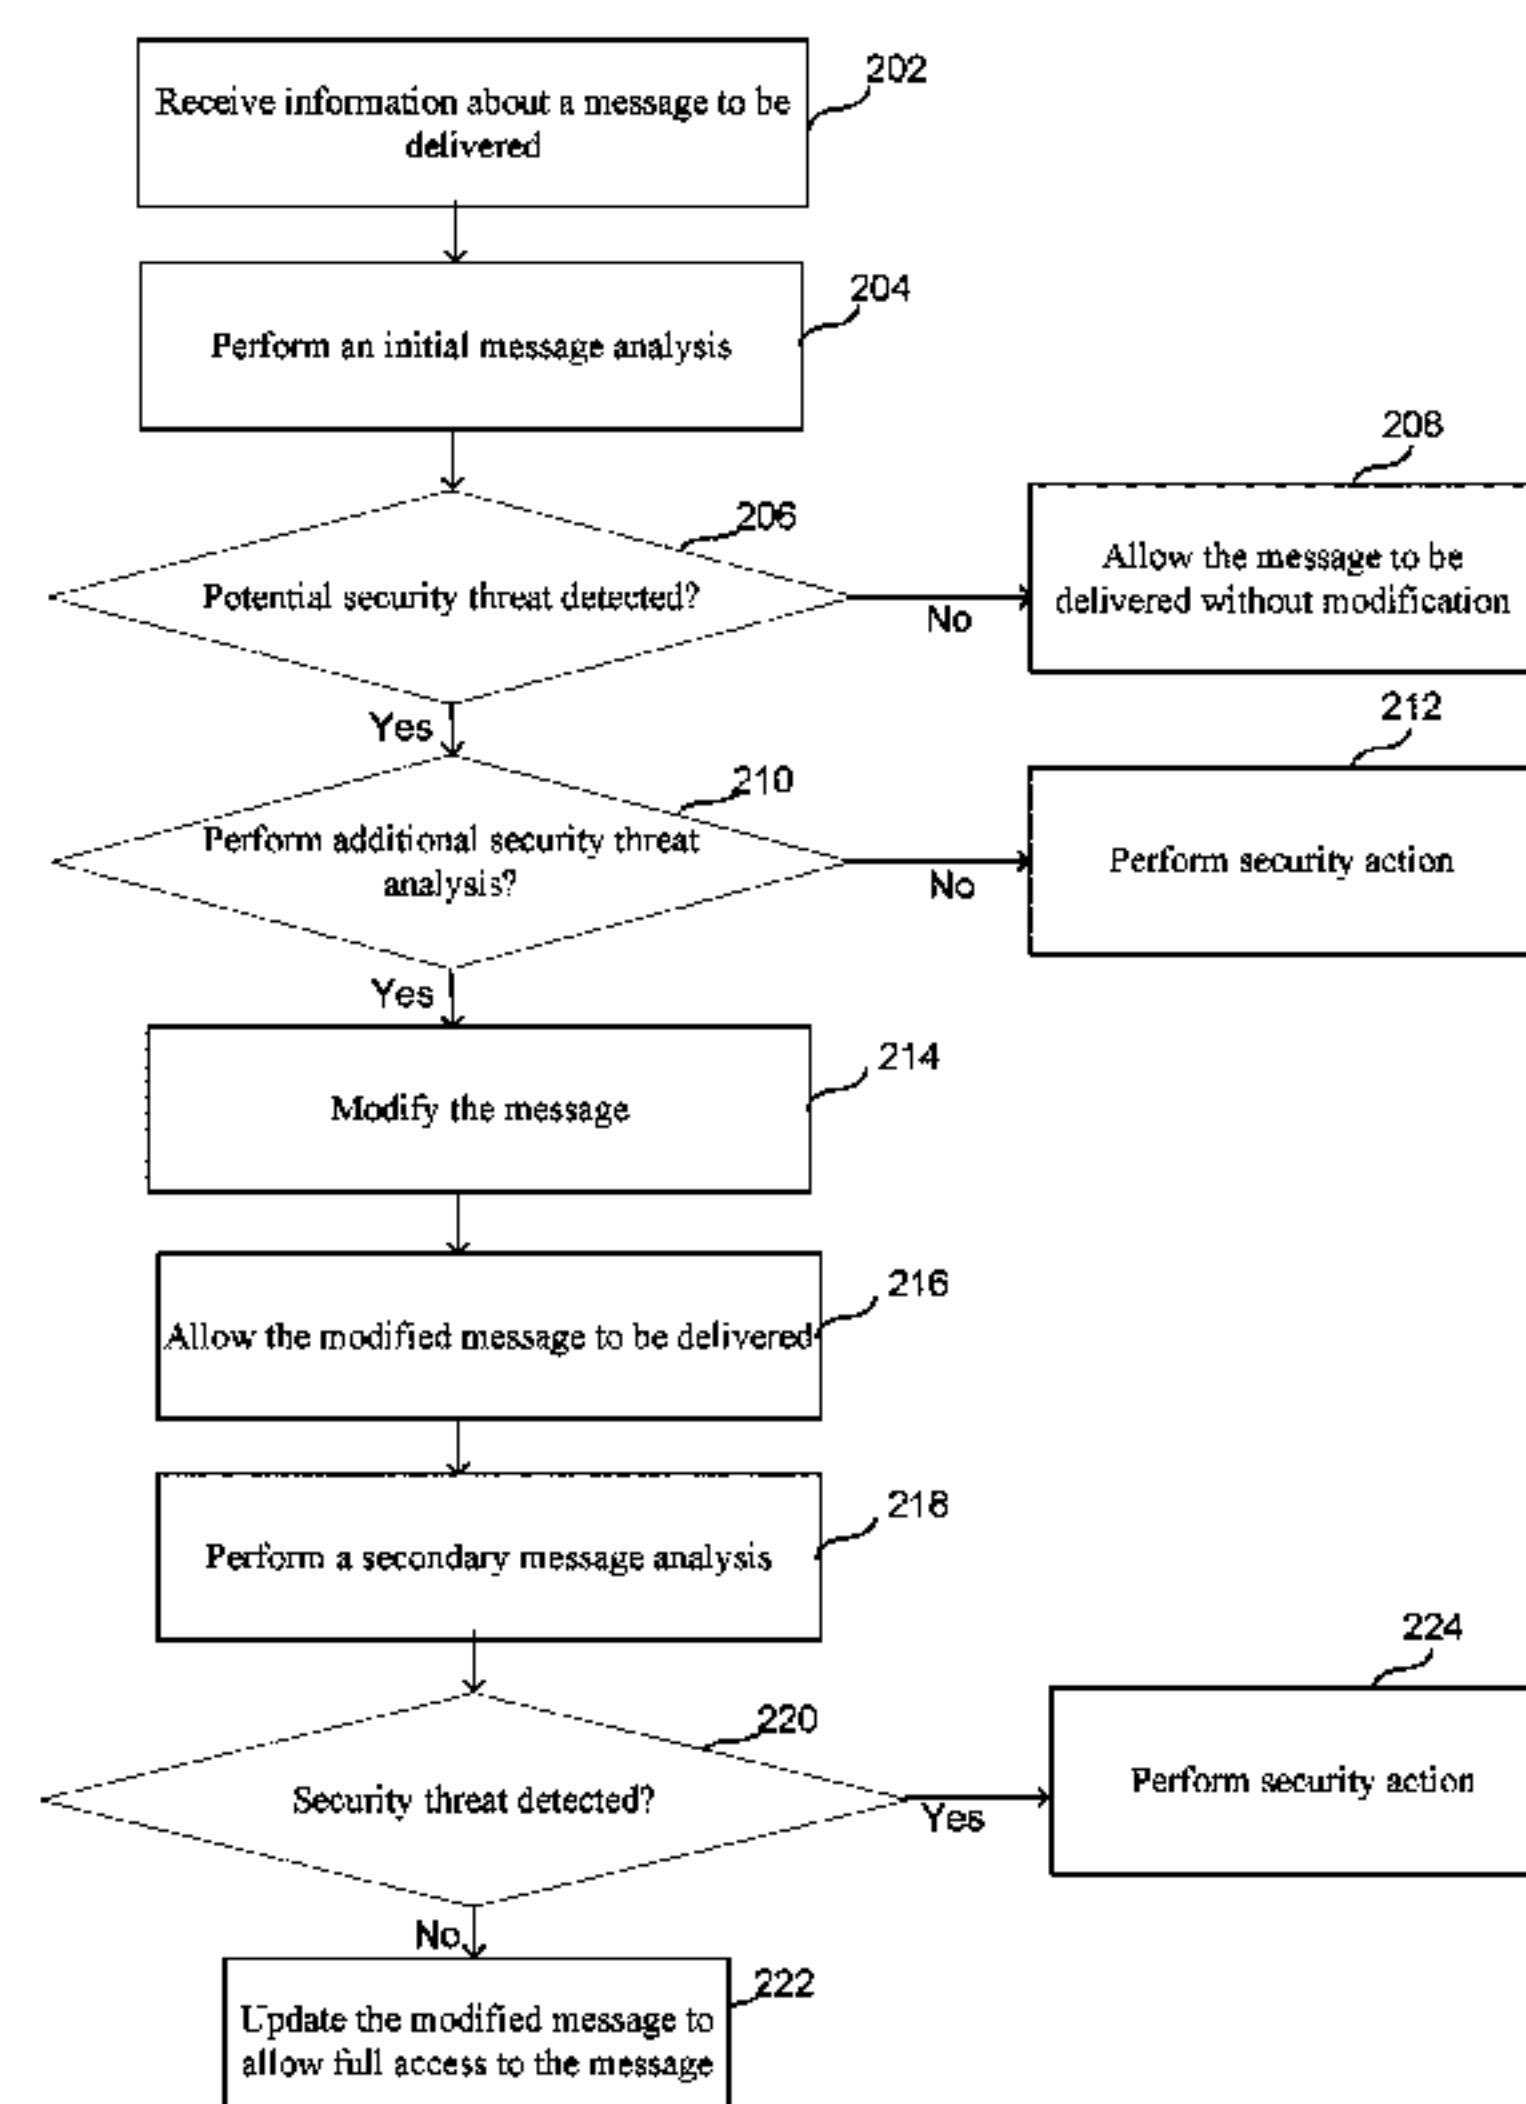 202
Receive information about a message to be
delivered
204
Perform an initial message analysis
206
Potential security threat detected?
No
208
Allow the message to be
delivered without modification
Yes
210
Perform additional security threat
analysis?
No
212
Perform security action
Yes
214
Modify the message
216
Allow the modified message to be delivered
218
Perform a secondary message analysis
220
Security threat detected?
Yes
224
Perform security action
No
222
Update the modified message to
allow full access to the message